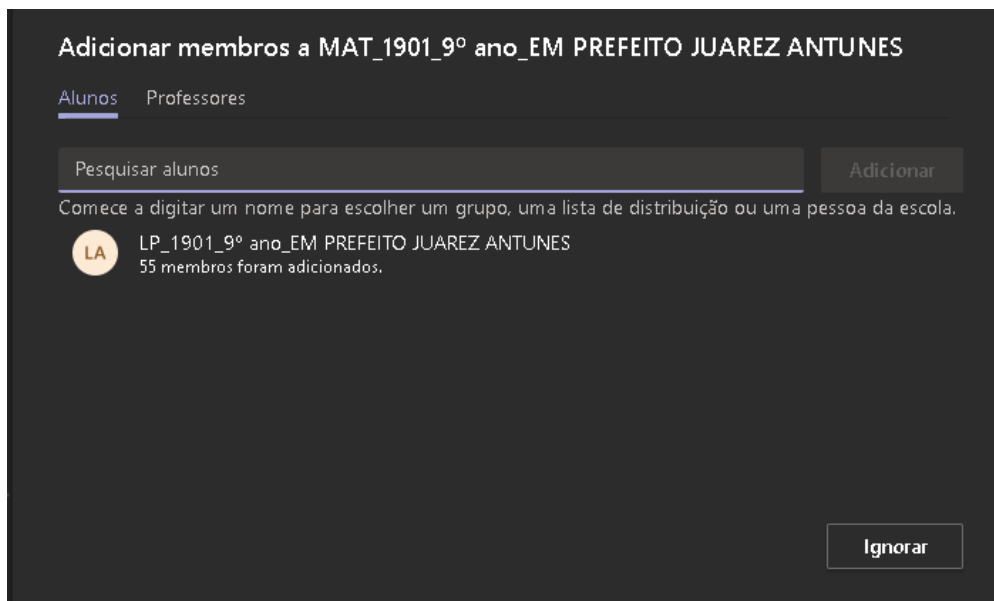 Adicionar membros a MAT_1901_9º ano_EM PREFEITO JUAREZ ANTUNES
Alunos Professores
Pesquisar alunos Adicionar
Comece a digitar um nome para escolher um grupo, uma lista de distribuição ou uma pessoa da escola.
LA LP_1901_9º ano_EM PREFEITO JUAREZ ANTUNES
55 membros foram adicionados.
Ignorar